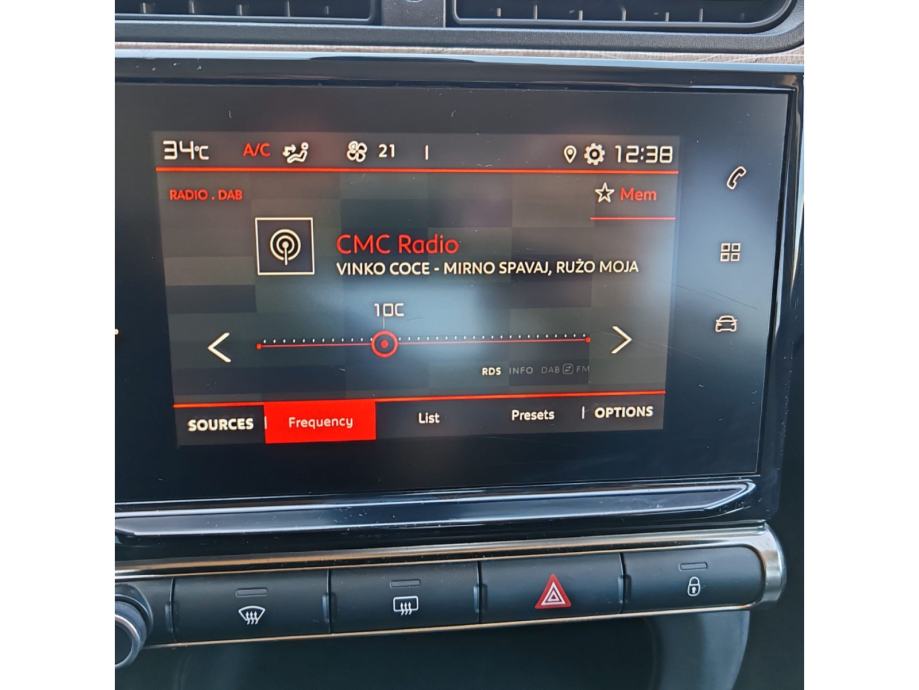 34°C A/C 21 12:38
RADIO . DAB
Mem
CMC Radio
VINKO COCE - MIRNO SPAVAJ, RUŽO MOJA
10C
RDS INFO DAB FM
SOURCES Frequency List Presets OPTIONS